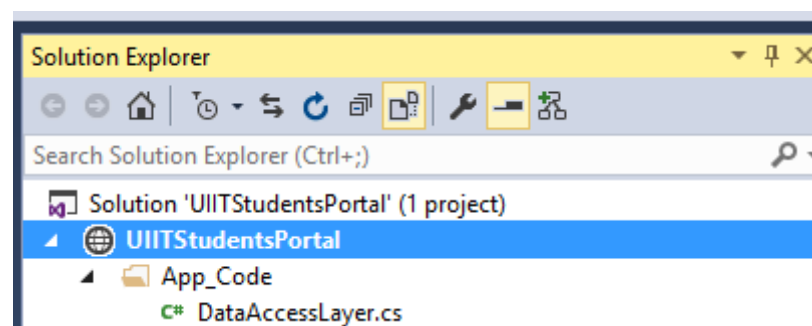 Solution Explorer
Search Solution Explorer (Ctrl+;)
Solution 'UIITStudentsPortal' (1 project)
UIITStudentsPortal
App_Code
C# DataAccessLayer.cs